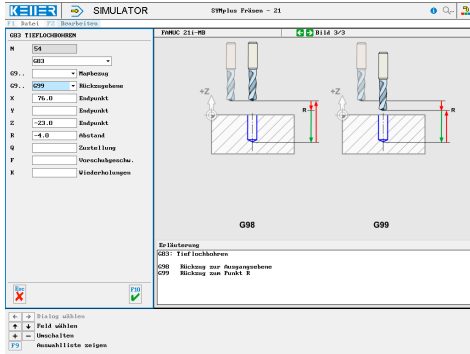 KELLER SIMULATOR SYMplus Fräsen - 21
F1 Datei F2 Bearbeiten
G83 TIEFLOCHBOHREN
FANUC 21i-MB Bild 3/3
N 54
G83
G9.. Maßbezug
G9.. G99 Rückzugebene
X 76.0 Endpunkt
Y Endpunkt
Z -23.0 Endpunkt
R -4.0 Abstand
Q Zustellung
F Vorschubgeschw.
K Wiederholungen
+Z R
+Z R
G98 G99
Erläuterung
G83: Tieflochbohren
G98 Rückzug zur Ausgangsebene
G99 Rückzug zum Punkt R
Esc F10
Dialog wählen
Feld wählen
+ - Umschalten
F9 Auswahlliste zeigen